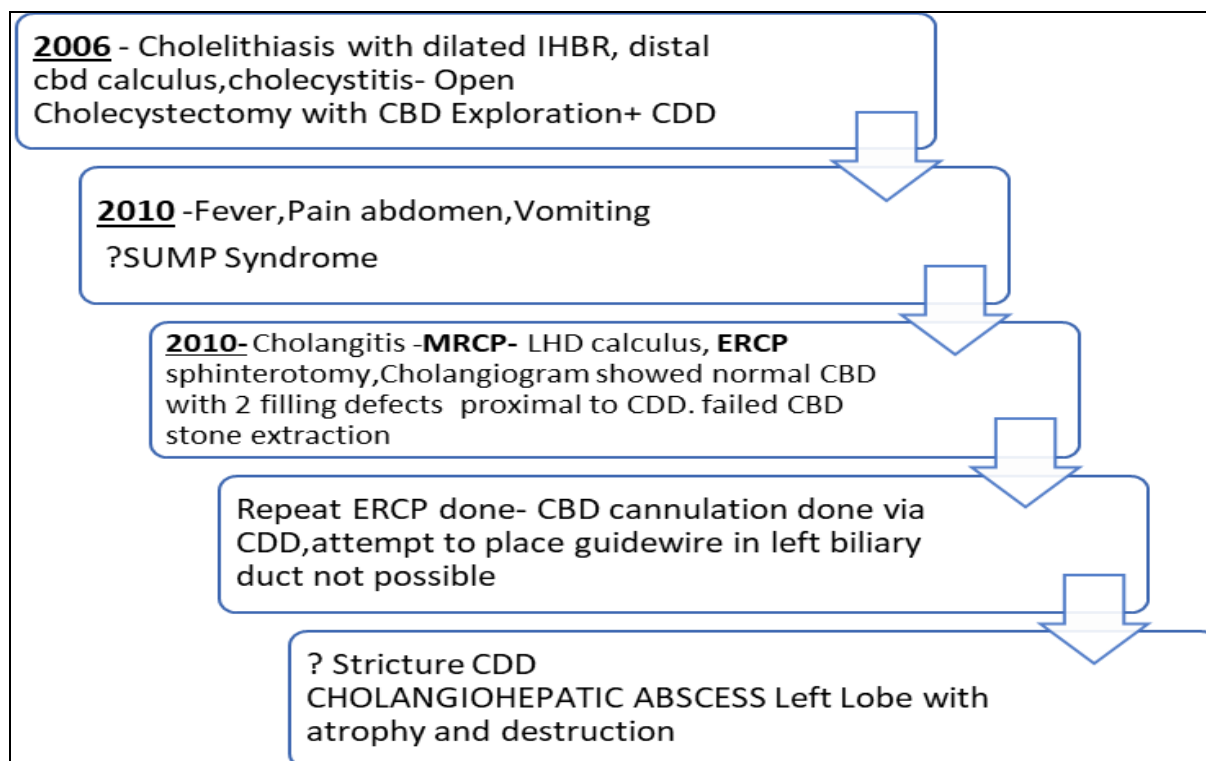 2006 - Cholelithiasis with dilated IHBR, distal
cbd calculus,cholecystitis- Open
Cholecystectomy with CBD Exploration+ CDD
2010 -Fever,Pain abdomen,Vomiting
?SUMP Syndrome
2010- Cholangitis -MRCP- LHD calculus, ERCP
sphinterotomy,Cholangiogram showed normal CBD
with 2 filling defects proximal to CDD. failed CBD
stone extraction
Repeat ERCP done- CBD cannulation done via
CDD,attempt to place guidewire in left biliary
duct not possible
? Stricture CDD
CHOLANGIOHEPATIC ABSCESS Left Lobe with
atrophy and destruction